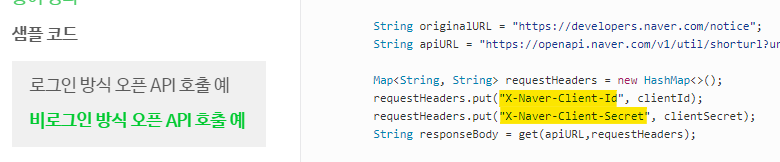 샘플 코드
로그인 방식 오픈 API 호출 예
비로그인 방식 오픈 API 호출 예
String originalURL = "https://developers.naver.com/notice";
String apiURL = "https://openapi.naver.com/v1/util/shorturl?u
Map<String, String> requestHeaders = new HashMap<>();
requestHeaders.put("X-Naver-Client-Id", clientId);
requestHeaders.put("X-Naver-Client-Secret", clientSecret);
String responseBody = get(apiURL,requestHeaders);